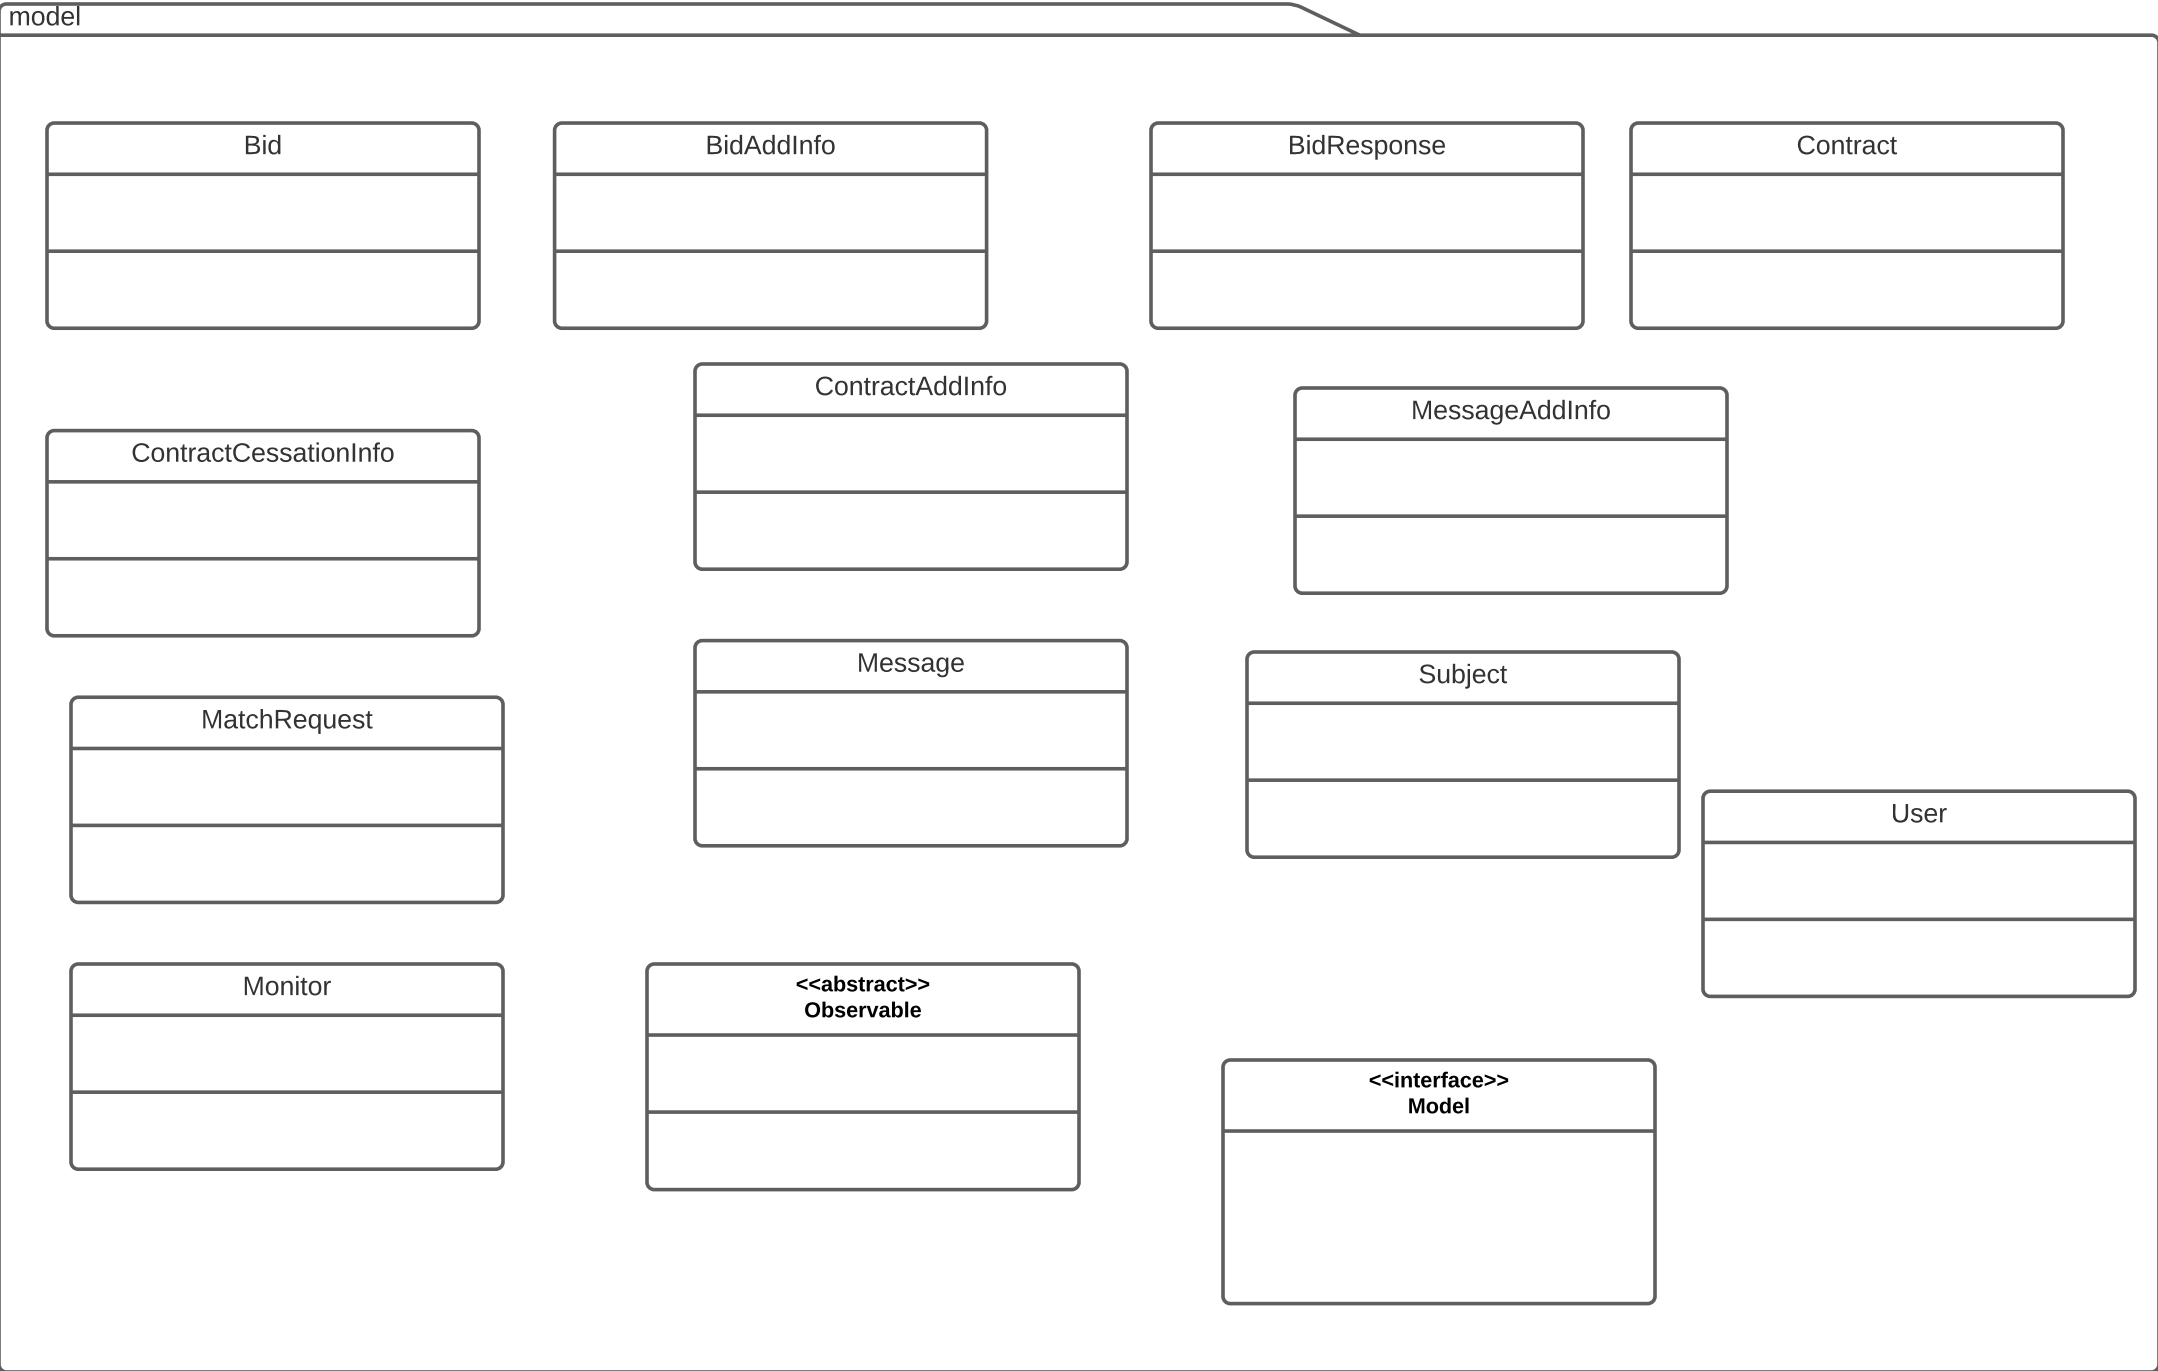 model
Bid
BidAddInfo
BidResponse
Contract
ContractAddInfo
MessageAddInfo
ContractCessationInfo
Message
Subject
MatchRequest
User
Monitor
<<abstract>>
Observable
<<interface>>
Model